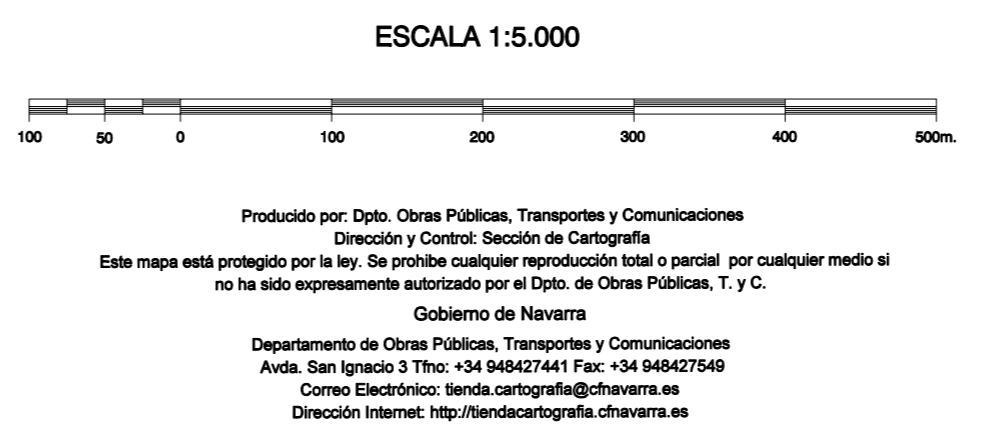 ESCALA 1:5.000
100 50 0 100 200 300 400 500m.
Producido por: Dpto. Obras Públicas, Transportes y Comunicaciones
Dirección y Control: Sección de Cartografía
Este mapa está protegido por la ley. Se prohibe cualquier reproducción total o parcial por cualquier medio si
no ha sido expresamente autorizado por el Dpto. de Obras Públicas, T. y C.
Gobierno de Navarra
Departamento de Obras Públicas, Transportes y Comunicaciones
Avda. San Ignacio 3 Tfno: +34 948427441 Fax: +34 948427549
Correo Electrónico: tienda.cartografia@cfnavarra.es
Dirección Internet: http://tiendacartografia.cfnavarra.es